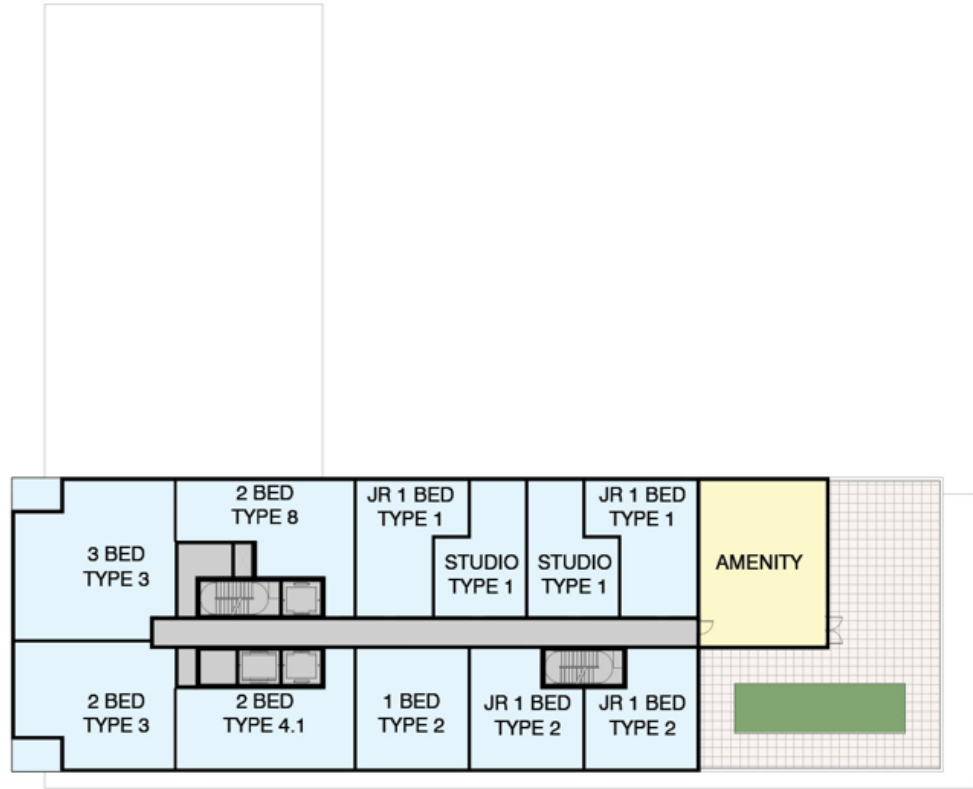 2 BED
TYPE 8
JR 1 BED
TYPE 1
JR 1 BED
TYPE 1
3 BED
TYPE 3
STUDIO
TYPE 1
STUDIO
TYPE 1
AMENITY
2 BED
TYPE 3
2 BED
TYPE 4.1
1 BED
TYPE 2
JR 1 BED
TYPE 2
JR 1 BED
TYPE 2